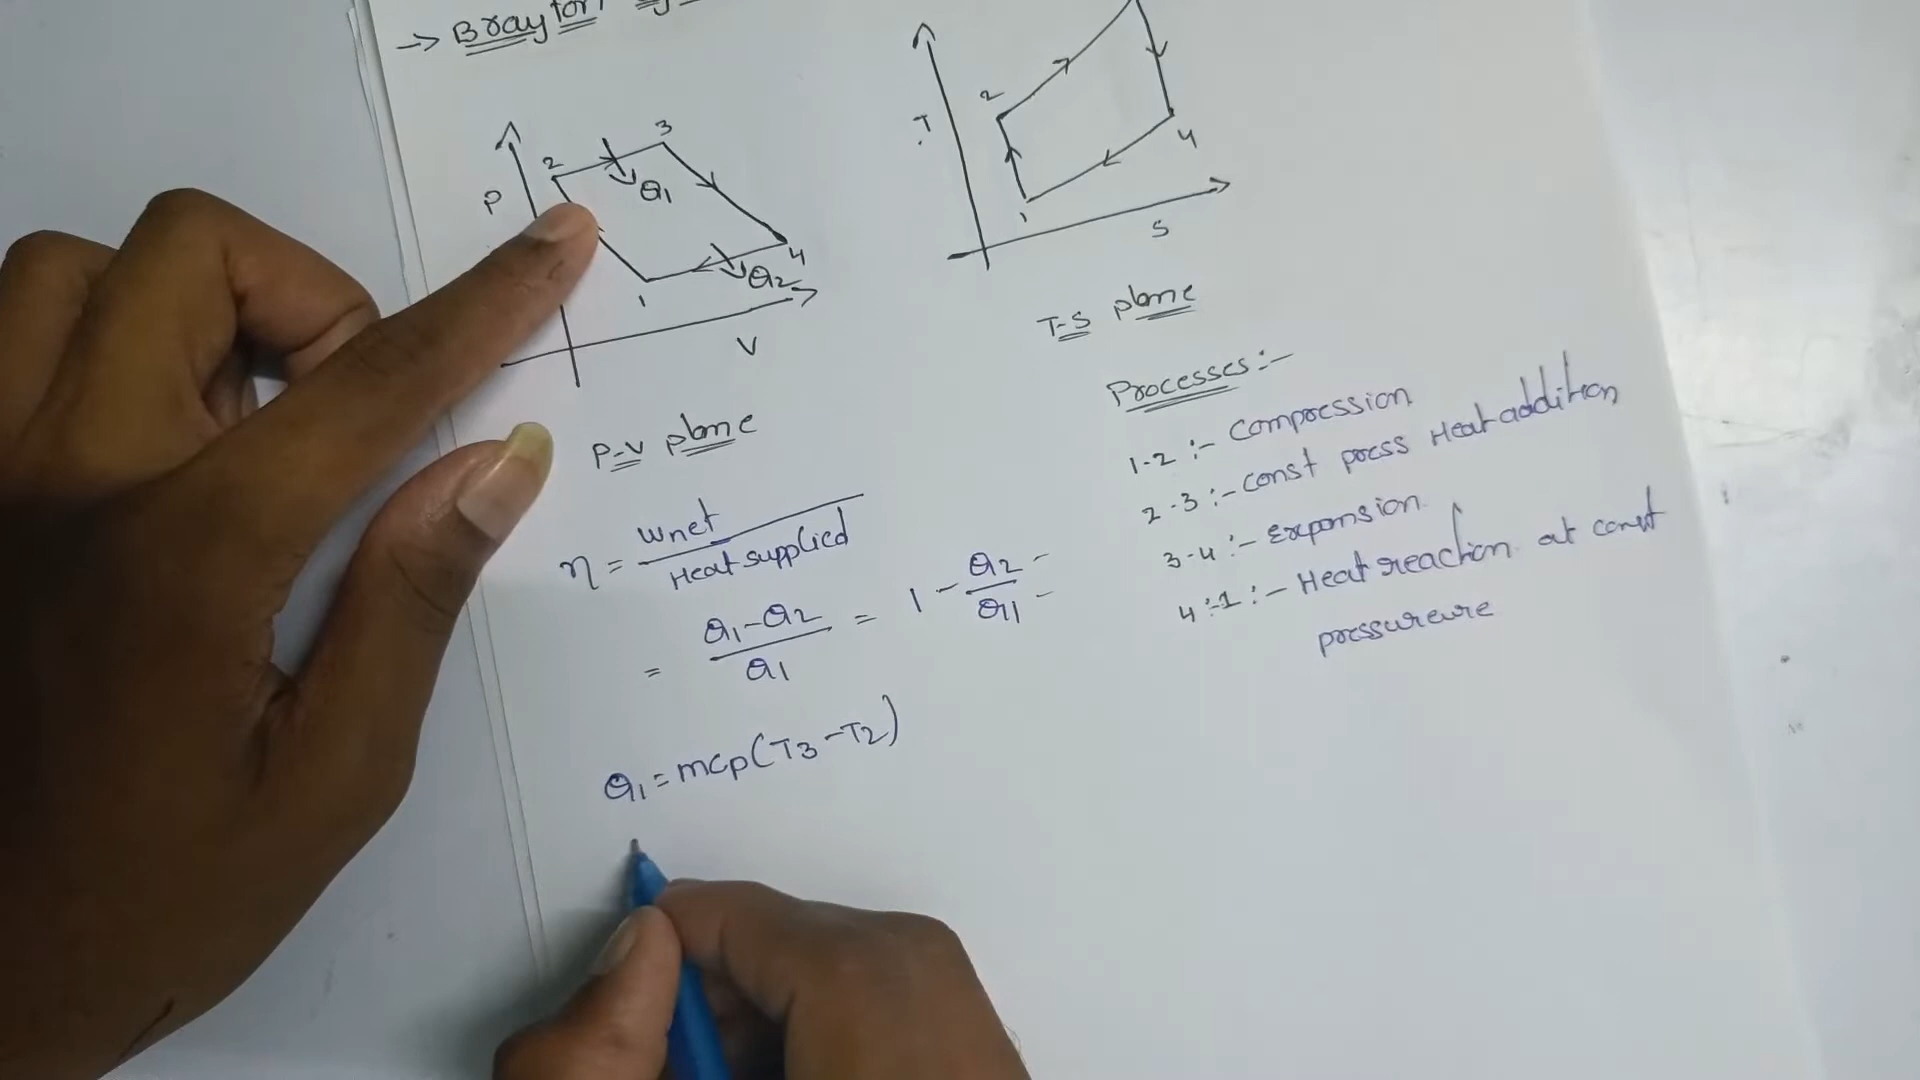 → Brayton
P
2
3
Q1
4
Q2
1
V
P-V plane
T
2
4
1
S
T-S plane
Processes:-
1-2 :- Compression
2-3 :- Const press Heat addition
3-4 :- Expansion
4-1 :- Heat reaction at const
pressureure
η = Wnet / Heat supplied
= Q1-Q2 / Q1 = 1 - Q2 / Q1
Q1 = mcp(T3-T2)